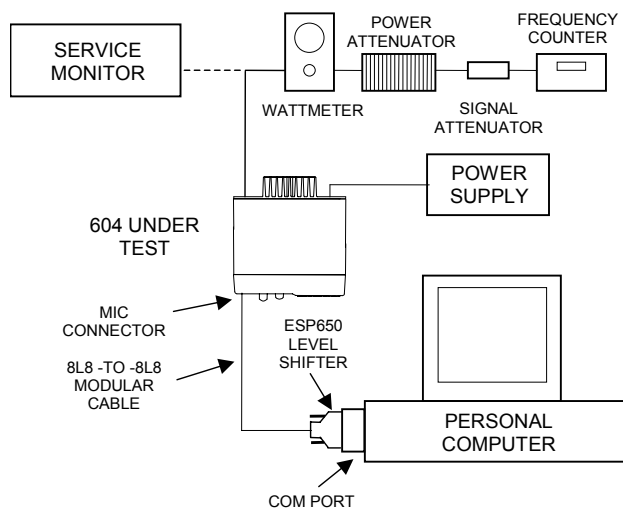 SERVICE
MONITOR
WATTMETER
POWER
ATTENUATOR
SIGNAL
ATTENUATOR
FREQUENCY
COUNTER
POWER
SUPPLY
604 UNDER
TEST
MIC
CONNECTOR
8L8 -TO -8L8
MODULAR
CABLE
ESP650
LEVEL
SHIFTER
PERSONAL
COMPUTER
COM PORT